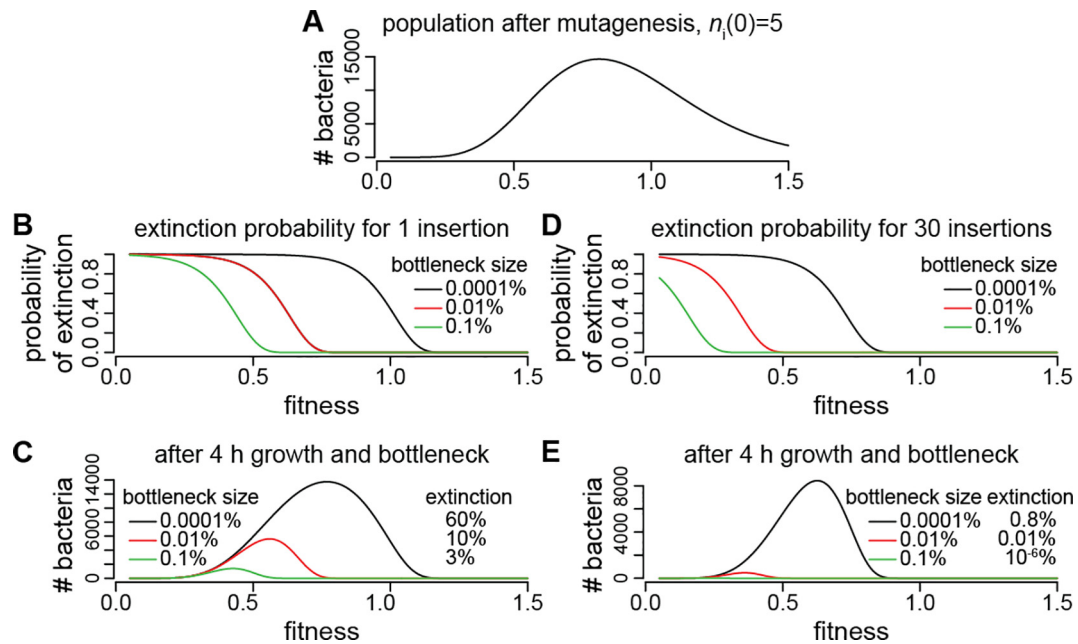 A population after mutagenesis, ni(0)=5
# bacteria
0 5000 15000
0.0 0.5 1.0 1.5
B extinction probability for 1 insertion
probability of extinction
0.0 0.4 0.8
bottleneck size
0.0001%
0.01%
0.1%
0.0 0.5 1.0 1.5
fitness
D extinction probability for 30 insertions
probability of extinction
0.0 0.4 0.8
bottleneck size
0.0001%
0.01%
0.1%
0.0 0.5 1.0 1.5
fitness
C after 4 h growth and bottleneck
# bacteria
0 6000 14000
bottleneck size extinction
0.0001% 60%
0.01% 10%
0.1% 3%
0.0 0.5 1.0 1.5
fitness
E after 4 h growth and bottleneck
# bacteria
0 4000 8000
bottleneck size extinction
0.0001% 0.8%
0.01% 0.01%
0.1% 10-6%
0.0 0.5 1.0 1.5
fitness